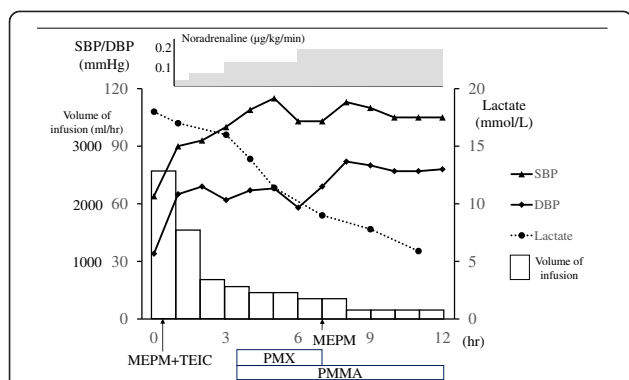 Noradrenaline (µg/kg/min)
0.2
0.1
SBP/DBP
(mmHg)
Volume of
infusion (ml/hr)
Lactate
(mmol/L)
120
90
60
30
0
3000
2000
1000
20
15
10
5
0
SBP
DBP
Lactate
Volume of
infusion
0 3 6 9 12 (hr)
MEPM+TEIC
MEPM
PMX
PMMA